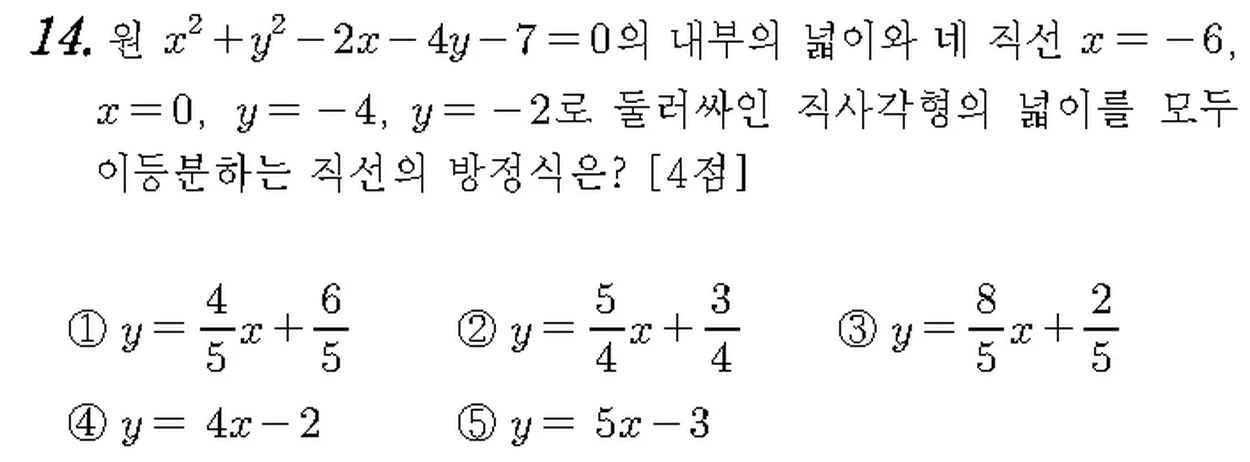 14. 원 x²+y²−2x−4y−7=0의 내부의 넓이와 네 직선 x=−6,
x=0, y=−4, y=−2로 둘러싸인 직사각형의 넓이를 모두
이등분하는 직선의 방정식은? [4점]
① y=4/5x+6/5 ② y=5/4x+3/4 ③ y=8/5x+2/5
④ y=4x−2 ⑤ y=5x−3